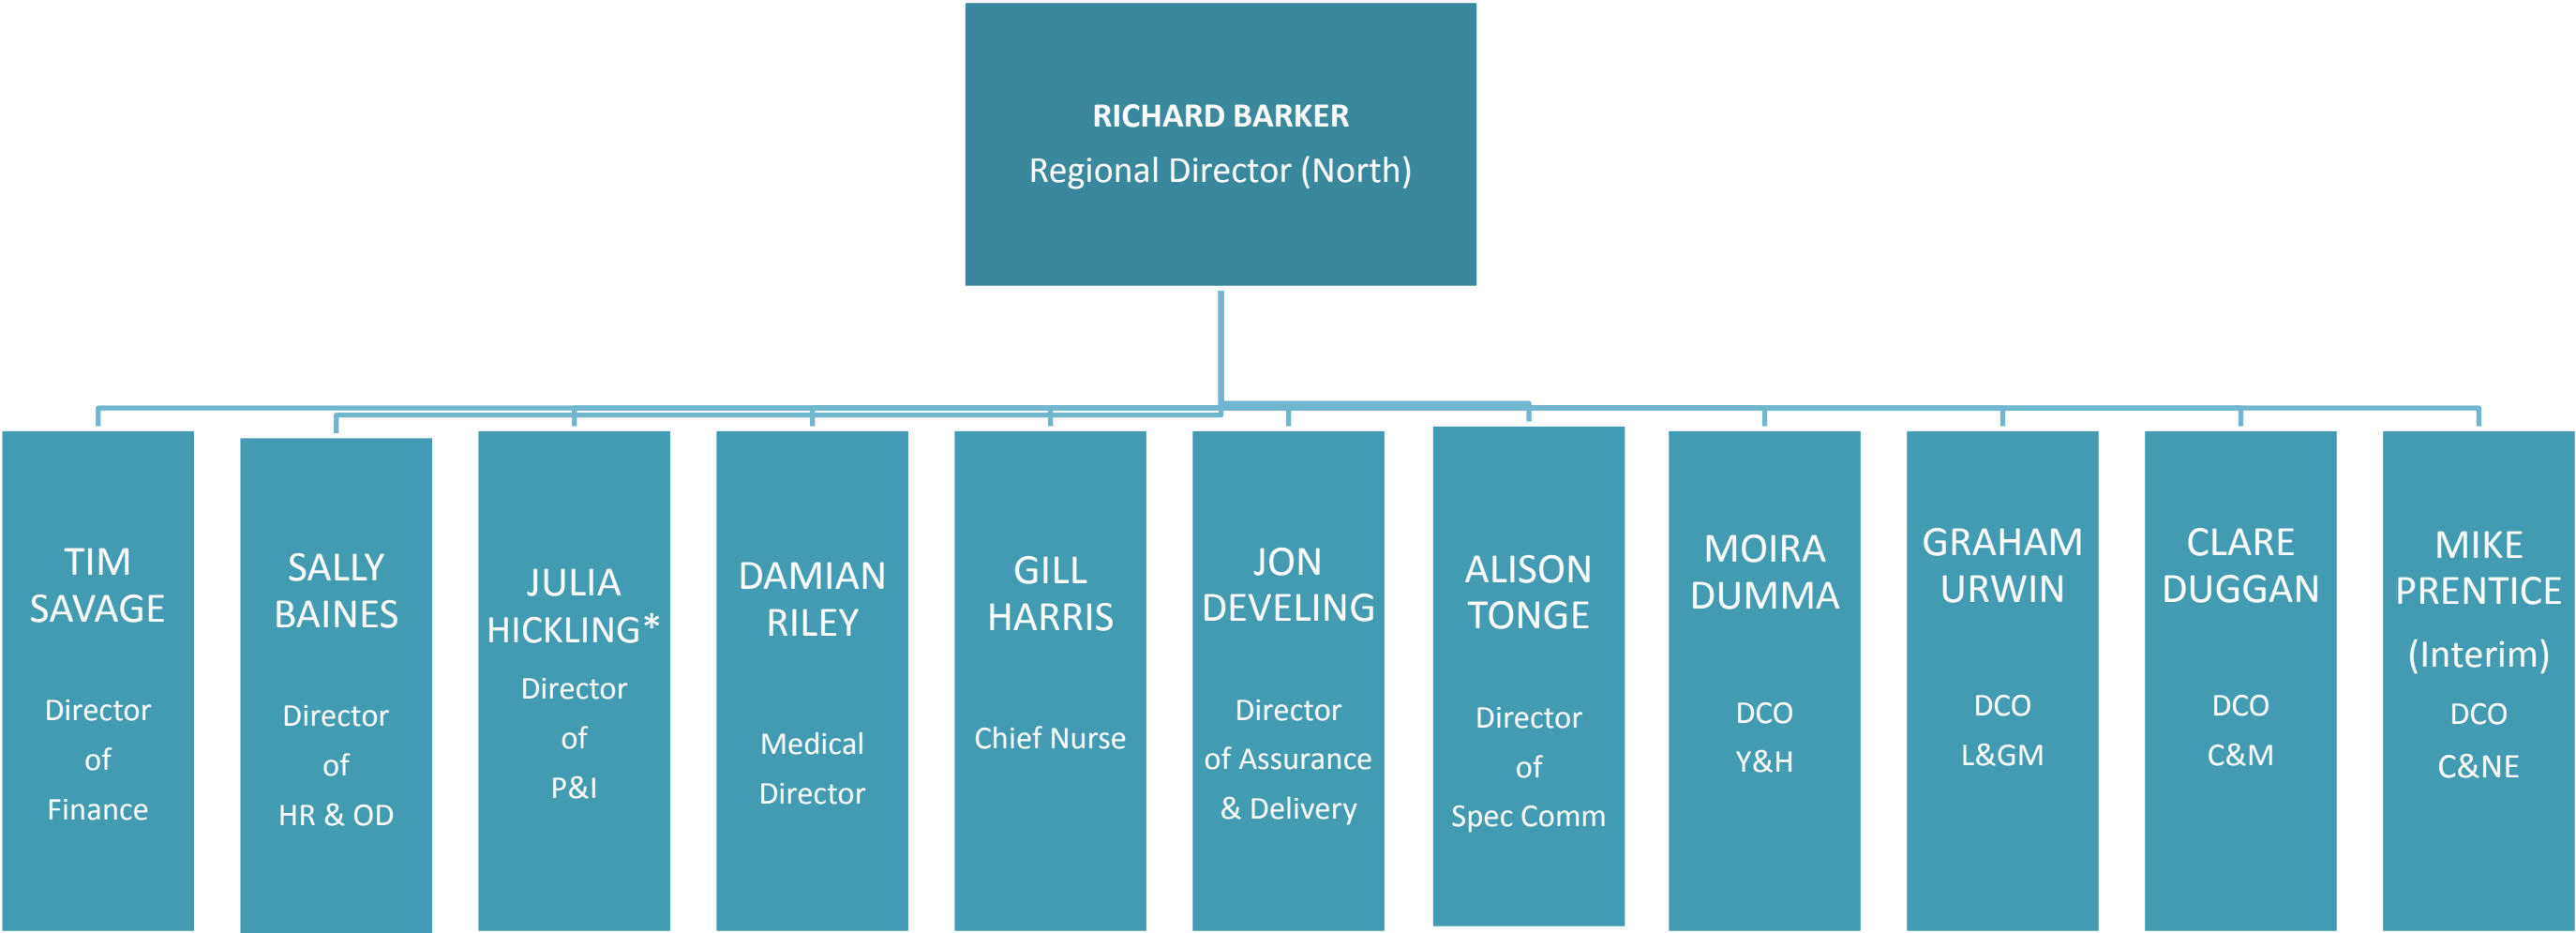 RICHARD BARKER
Regional Director (North)
TIM
SAVAGE
Director
of
Finance
SALLY
BAINES
Director
of
HR & OD
JULIA
HICKLING*
Director
of
P&I
DAMIAN
RILEY
Medical
Director
GILL
HARRIS
Chief Nurse
JON
DEVELING
Director
of Assurance
& Delivery
ALISON
TONGE
Director
of
Spec Comm
MOIRA
DUMMA
DCO
Y&H
GRAHAM
URWIN
DCO
L&GM
CLARE
DUGGAN
DCO
C&M
MIKE
PRENTICE
(Interim)
DCO
C&NE